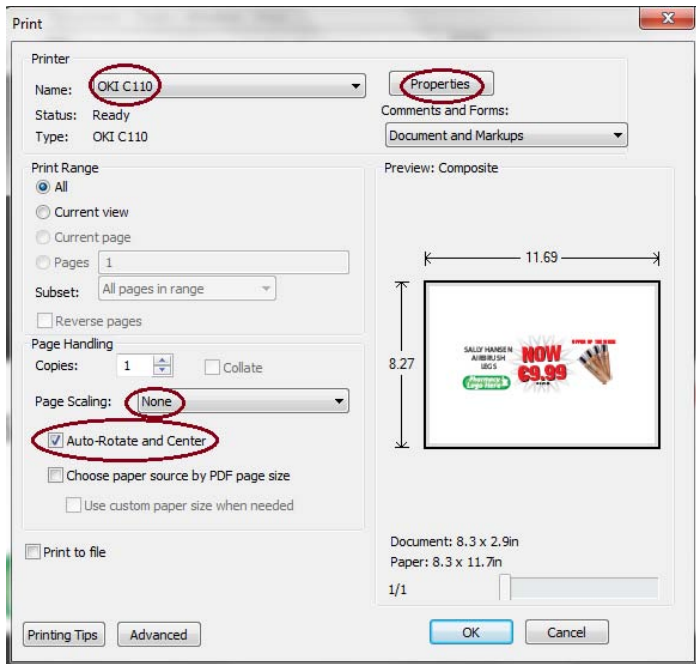 Print
Printer
Name: OKI C110
Properties
Status: Ready
Comments and Forms:
Type: OKI C110
Document and Markups
Print Range
All
Current view
Current page
Pages 1
Subset: All pages in range
Reverse pages
Page Handling
Copies: 1 Collate
Page Scaling: None
Auto-Rotate and Center
Choose paper source by PDF page size
Use custom paper size when needed
Print to file
Printing Tips
Advanced
Preview: Composite
11.69
8.27
SALLY HANSEN
AIRBRUSH
LEGS
NOW
€9.99
Pharmacy
Logo Here
Document: 8.3 x 2.9in
Paper: 8.3 x 11.7in
1/1
OK
Cancel